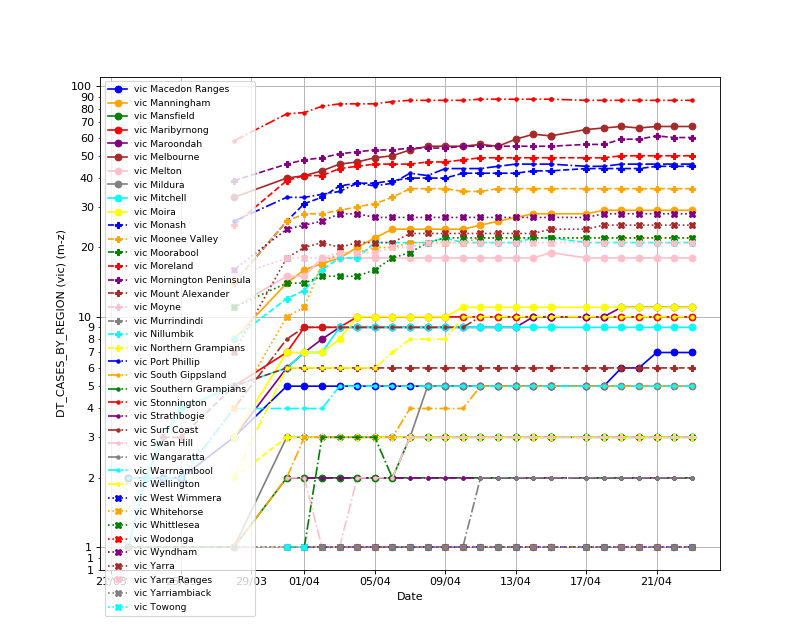 100
90
80
70
60
50
40
30
20
10
9
8
7
6
5
4
3
2
1
1
1
DT_CASES_BY_REGION (vic) (m-z)
vic Macedon Ranges
vic Manningham
vic Mansfield
vic Maribyrnong
vic Maroondah
vic Melbourne
vic Melton
vic Mildura
vic Mitchell
vic Moira
vic Monash
vic Moonee Valley
vic Moorabool
vic Moreland
vic Mornington Peninsula
vic Mount Alexander
vic Moyne
vic Murrindindi
vic Nillumbik
vic Northern Grampians
vic Port Phillip
vic South Gippsland
vic Southern Grampians
vic Stonnington
vic Strathbogie
vic Surf Coast
vic Swan Hill
vic Wangaratta
vic Warrnambool
vic Wellington
vic West Wimmera
vic Whitehorse
vic Whittlesea
vic Wodonga
vic Wyndham
vic Yarra
vic Yarra Ranges
vic Yarriambiack
vic Towong
29/03 01/04 05/04 09/04 13/04 17/04 21/04
Date